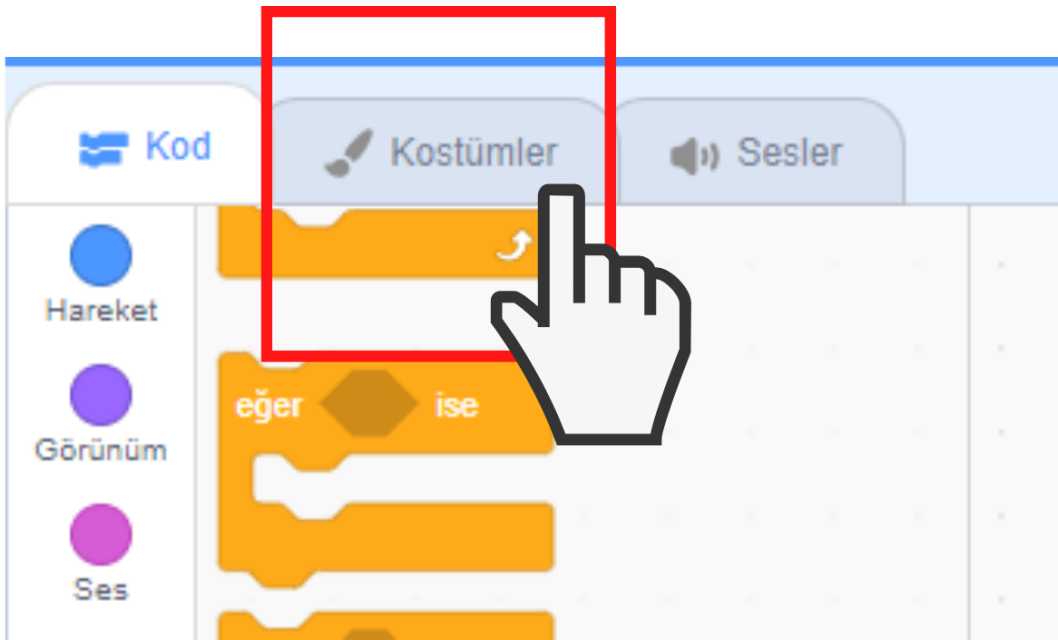 Kod
Kostümler
Sesler
Hareket
Görünüm
Ses
eğer ise